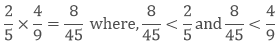 2/5 × 4/9 = 8/45 where, 8/45 < 2/5 and 8/45 < 4/9